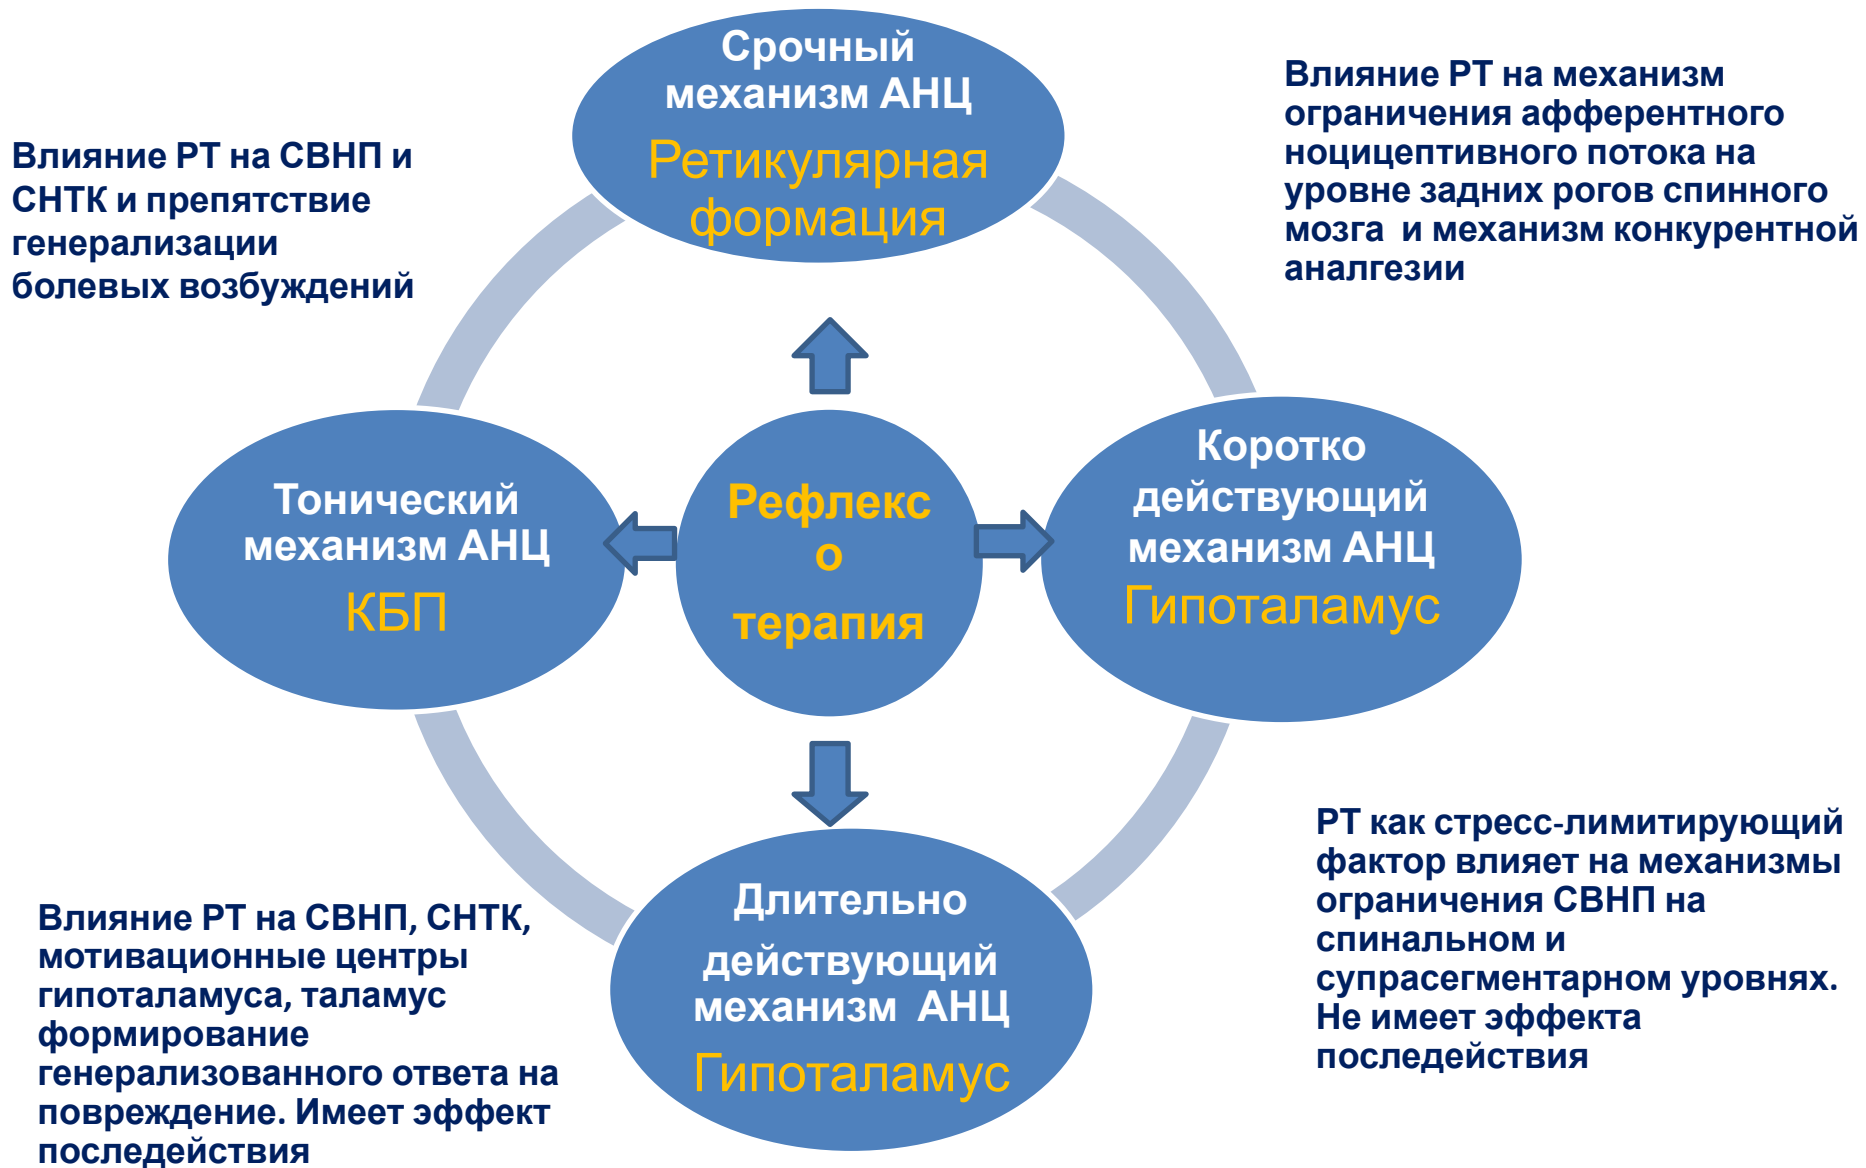 Срочный
механизм АНЦ
Ретикулярная
формация
Влияние РТ на механизм
ограничения афферентного
ноцицептивного потока на
уровне задних рогов спинного
мозга и механизм конкурентной
аналгезии
Влияние РТ на СВНП и
СНТК и препятствие
генерализации
болевых возбуждений
Тонический
механизм АНЦ
КБП
Рефлекс
о
терапия
Коротко
действующий
механизм АНЦ
Гипоталамус
Длительно
действующий
механизм АНЦ
Гипоталамус
РТ как стресс-лимитирующий
фактор влияет на механизмы
ограничения СВНП на
спинальном и
супрасегментарном уровнях.
Не имеет эффекта
последействия
Влияние РТ на СВНП, СНТК,
мотивационные центры
гипоталамуса, таламус
формирование
генерализованного ответа на
повреждение. Имеет эффект
последействия